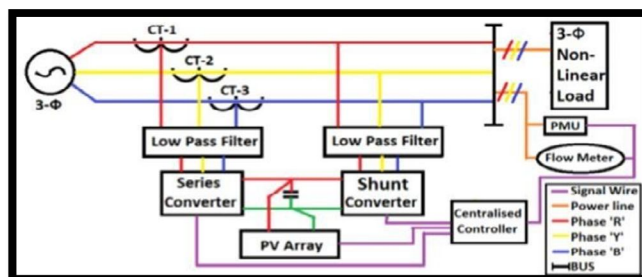 CT-1
CT-2
CT-3
3-Φ
3-Φ
Non-
Linear
Load
PMU
Flow Meter
Low Pass Filter
Low Pass Filter
Series
Converter
Shunt
Converter
PV Array
Centralised
Controller
Signal Wire
Power line
Phase 'R'
Phase 'Y'
Phase 'B'
BUS